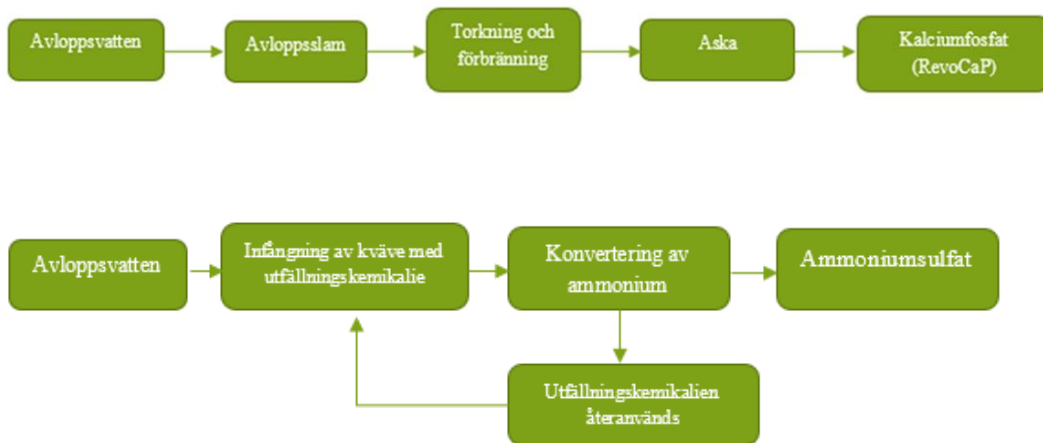 Avloppsvatten
Avloppsslam
Torkning och
förbränning
Aska
Kalciumfosfat
(RevoCaP)
Avloppsvatten
Infångning av kväve med
utfällningskemikalie
Konvertering av
ammonium
Ammoniumsulfat
Utfällningskemikalien
återanvänds